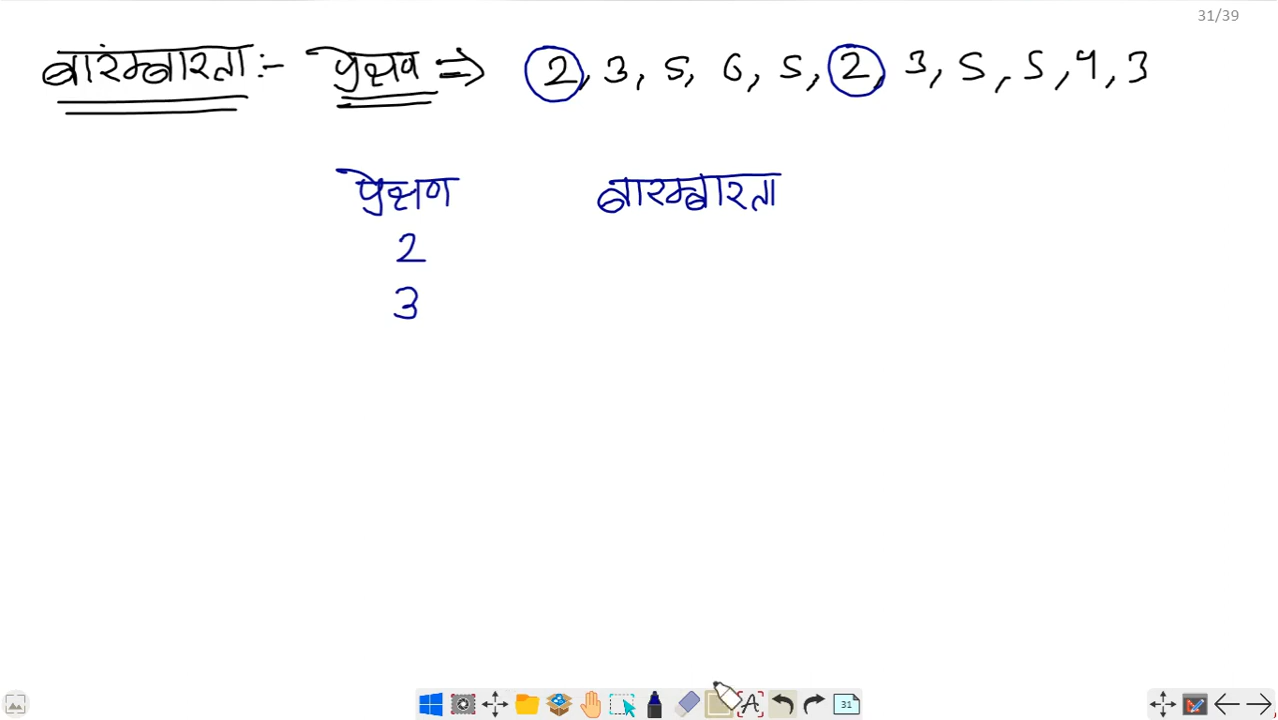 31/39
बारंम्बारता :- प्रेक्षण ⇒ 2, 3, 5, 6, 5, 2, 3, 5, 5, 4, 3
प्रेक्षण बारम्बारता
2
3
A 31